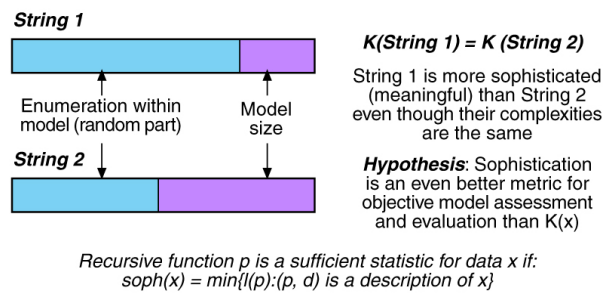 String 1
Enumeration within
model (random part)
Model
size
String 2
K(String 1) = K (String 2)
String 1 is more sophisticated
(meaningful) than String 2
even though their complexities
are the same
Hypothesis: Sophistication
is an even better metric for
objective model assessment
and evaluation than K(x)
Recursive function p is a sufficient statistic for data x if:
soph(x) = min{l(p):(p, d) is a description of x}